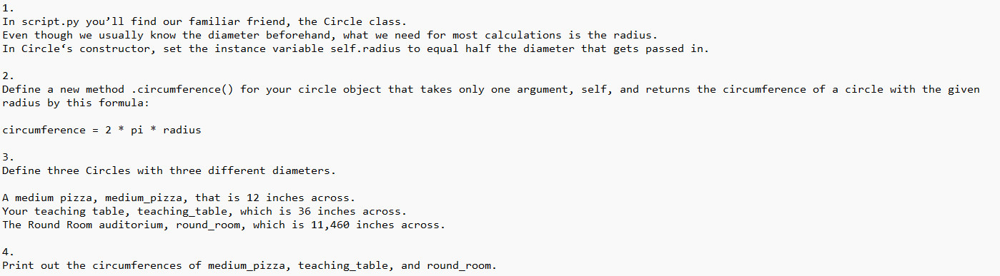 1.
In script.py you’ll find our familiar friend, the Circle class.
Even though we usually know the diameter beforehand, what we need for most calculations is the radius.
In Circle‘s constructor, set the instance variable self.radius to equal half the diameter that gets passed in.
2.
Define a new method .circumference() for your circle object that takes only one argument, self, and returns the circumference of a circle with the given
radius by this formula:
circumference = 2 * pi * radius
3.
Define three Circles with three different diameters.
A medium pizza, medium_pizza, that is 12 inches across.
Your teaching table, teaching_table, which is 36 inches across.
The Round Room auditorium, round_room, which is 11,460 inches across.
4.
Print out the circumferences of medium_pizza, teaching_table, and round_room.